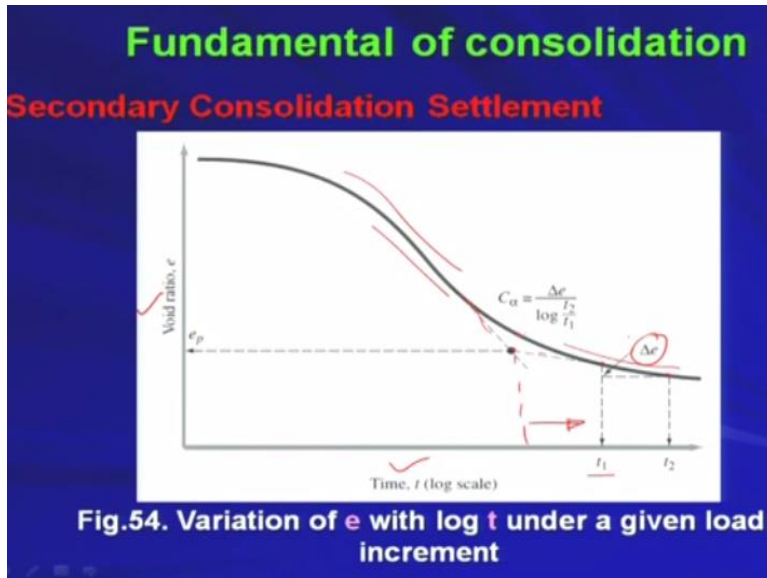 Fundamental of consolidation
Secondary Consolidation Settlement
Void ratio, e
e_p
C_α = Δe / log t_2/t_1
Δe
t_1
t_2
Time, t (log scale)
Fig.54. Variation of e with log t under a given load
increment